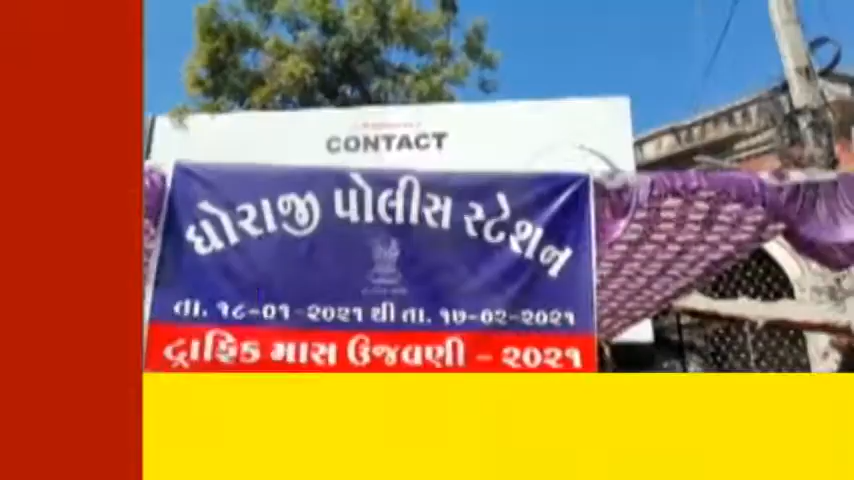 CONTACT
ધોરાજી પોલીસ સ્ટેશન
તા. ૧૮-૦૧-૨૦૨૧ થી તા. ૧૭-૦૨-૨૦૨૧
ટ્રાફિક માસ ઉજવણી - ૨૦૨૧